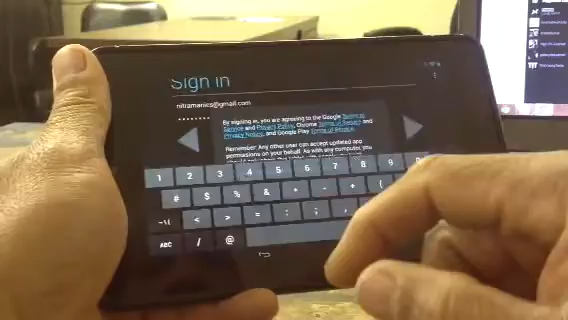 Sign in
nitramanics@gmail.com
........
By signing in, you are agreeing to the Google Terms of
Service and Privacy Policy, Chrome Terms of Service and
Privacy Notice, and Google Play Terms of Service.
Remember: Any other user can accept updated app
permissions on your behalf. As with any computer, you
1 2 3 4 5 6 7 8 9
# $ % & * - + (
~\{ < > = : ; ,
ABC / @